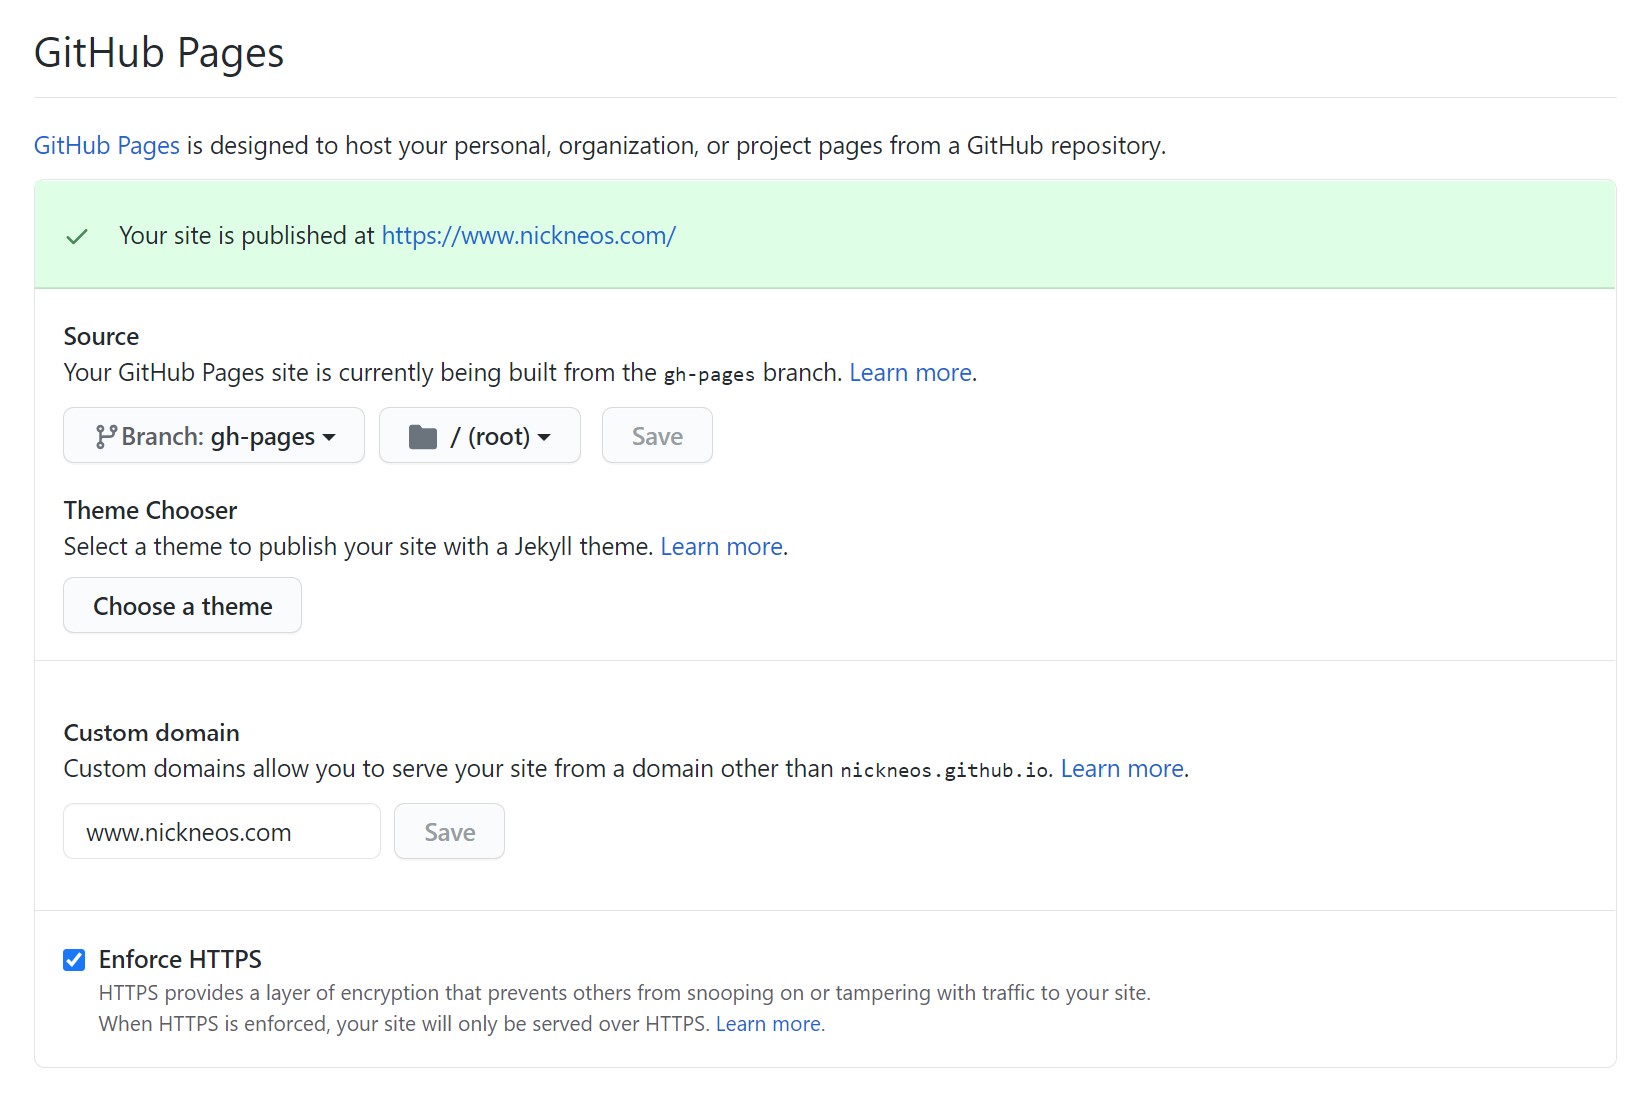 GitHub Pages
GitHub Pages is designed to host your personal, organization, or project pages from a GitHub repository.
Your site is published at https://www.nickneos.com/
Source
Your GitHub Pages site is currently being built from the gh-pages branch. Learn more.
Branch: gh-pages / (root) Save
Theme Chooser
Select a theme to publish your site with a Jekyll theme. Learn more.
Choose a theme
Custom domain
Custom domains allow you to serve your site from a domain other than nickneos.github.io. Learn more.
www.nickneos.com Save
Enforce HTTPS
HTTPS provides a layer of encryption that prevents others from snooping on or tampering with traffic to your site.
When HTTPS is enforced, your site will only be served over HTTPS. Learn more.